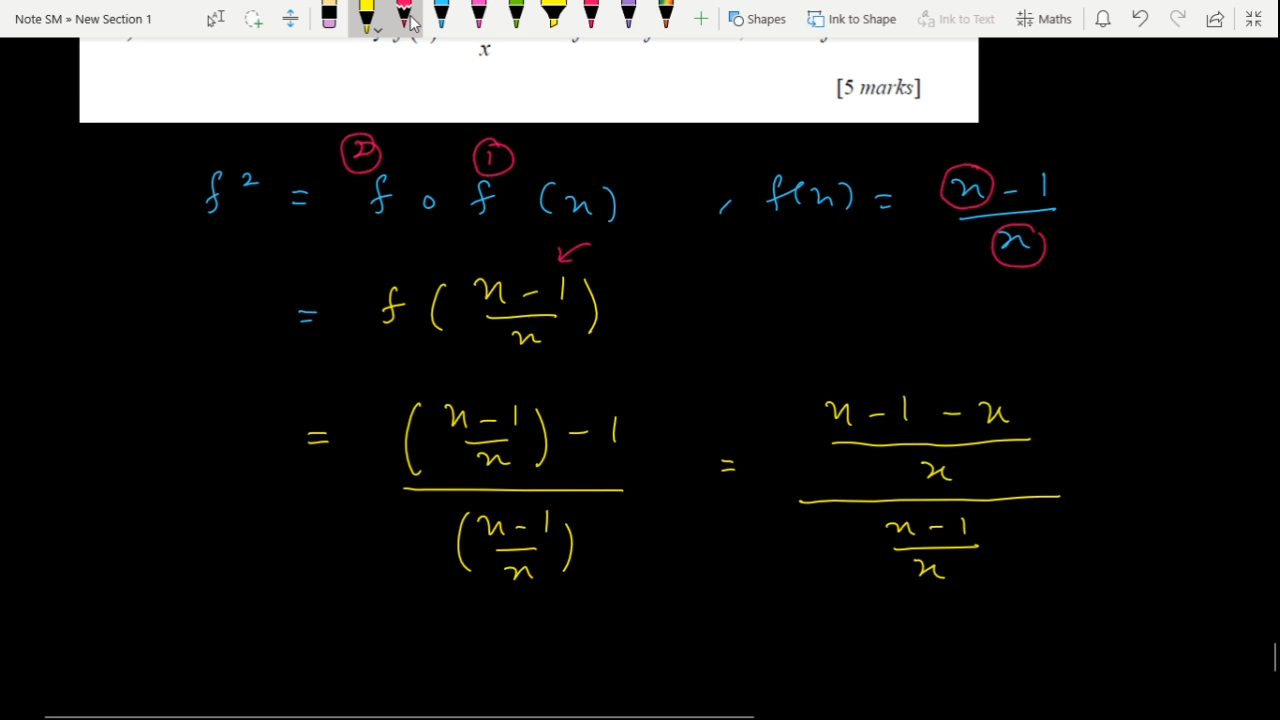 Note SM » New Section 1
Shapes
Ink to Shape
Ink to Text
Maths
x
[5 marks]
② ①
f² = f ∘ f (x) , f(x) = (x - 1)/x
= f((x - 1)/x)
= (((x - 1)/x) - 1)/((x - 1)/x) = ((x - 1 - x)/x)/((x - 1)/x)